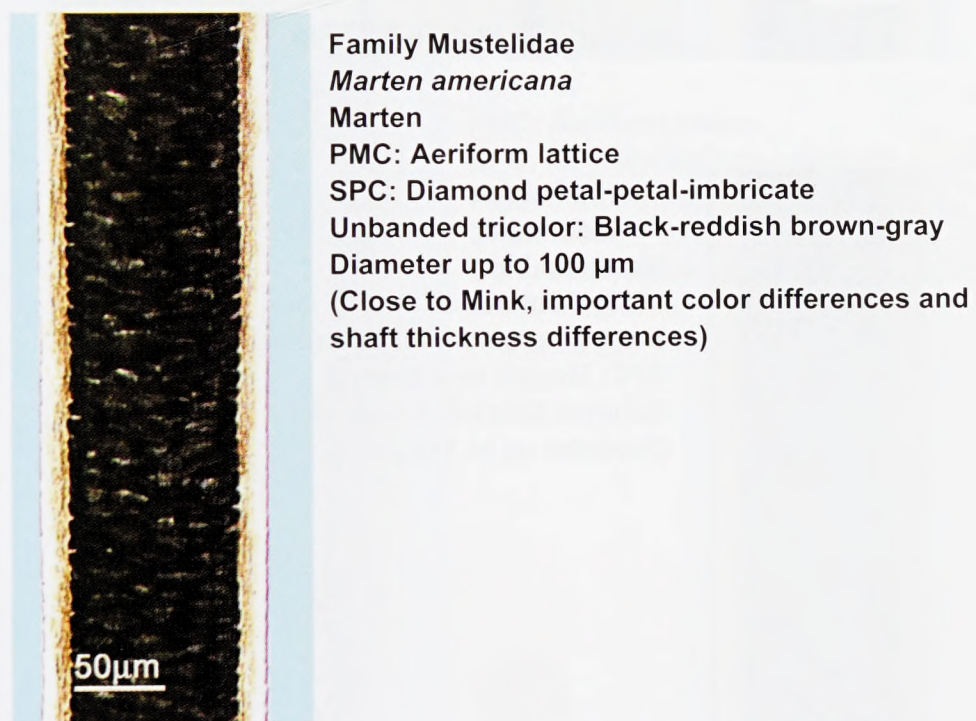 Family Mustelidae
Marten americana
Marten
PMC: Aeriform lattice
SPC: Diamond petal-petal-imbricate
Unbanded tricolor: Black-reddish brown-gray
Diameter up to 100 µm
(Close to Mink, important color differences and
shaft thickness differences)
50µm